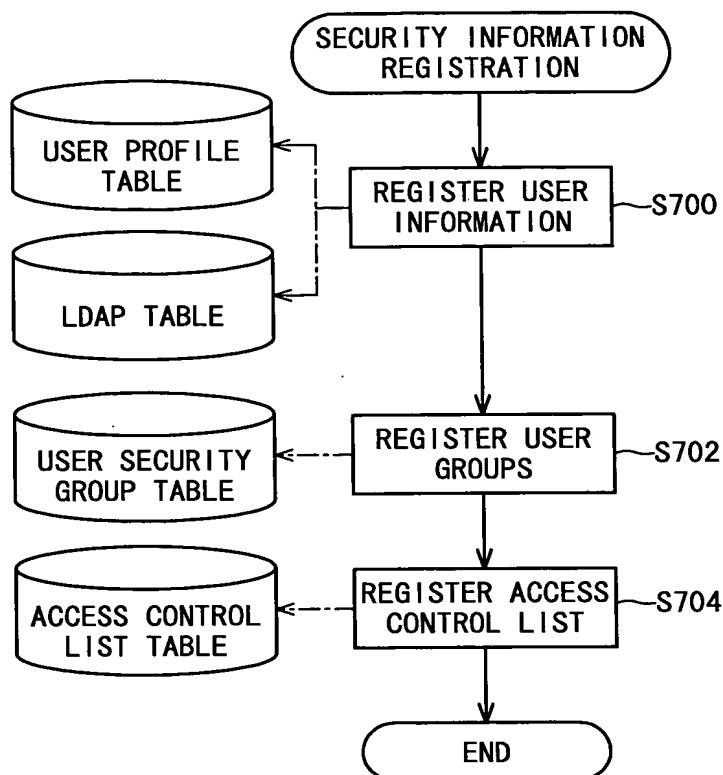 SECURITY INFORMATION
REGISTRATION
USER PROFILE
TABLE
REGISTER USER
INFORMATION
S700
LDAP TABLE
REGISTER USER
GROUPS
S702
USER SECURITY
GROUP TABLE
REGISTER ACCESS
CONTROL LIST
S704
ACCESS CONTROL
LIST TABLE
END